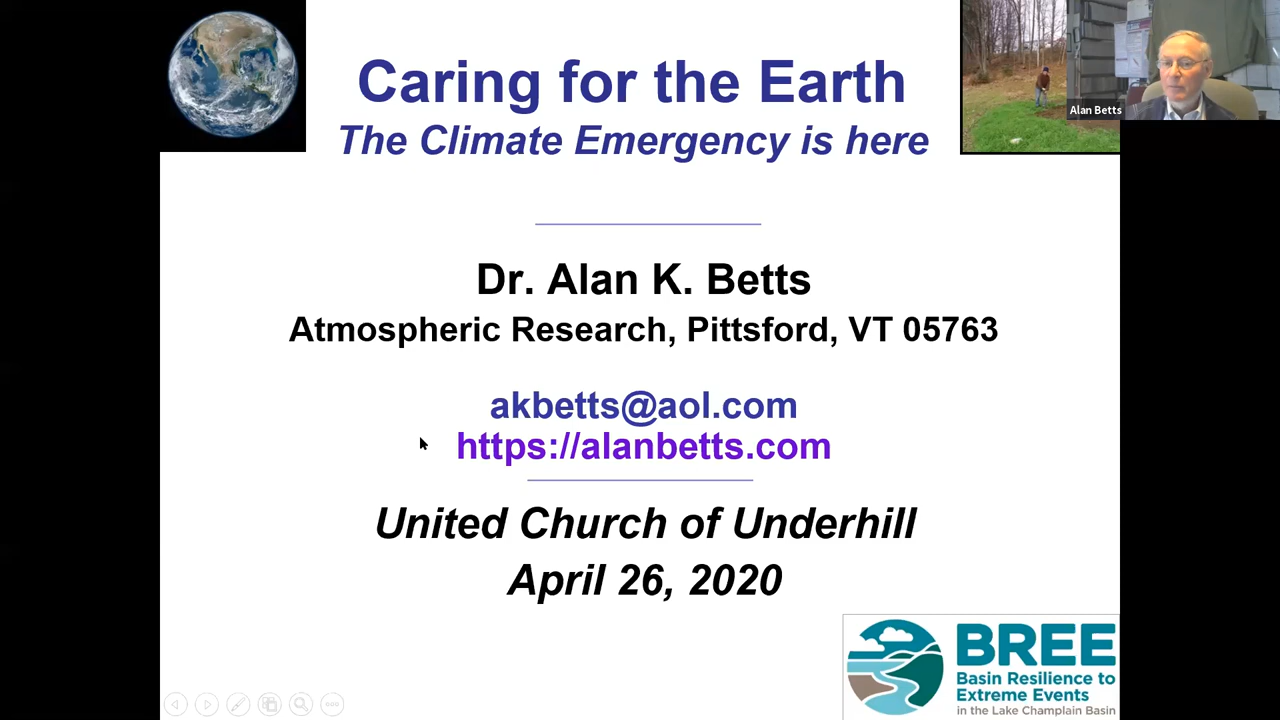 Caring for the Earth
The Climate Emergency is here
Alan Betts
Dr. Alan K. Betts
Atmospheric Research, Pittsford, VT 05763
akbetts@aol.com
https://alanbetts.com
United Church of Underhill
April 26, 2020
BREE
Basin Resilience to
Extreme Events
in the Lake Champlain Basin